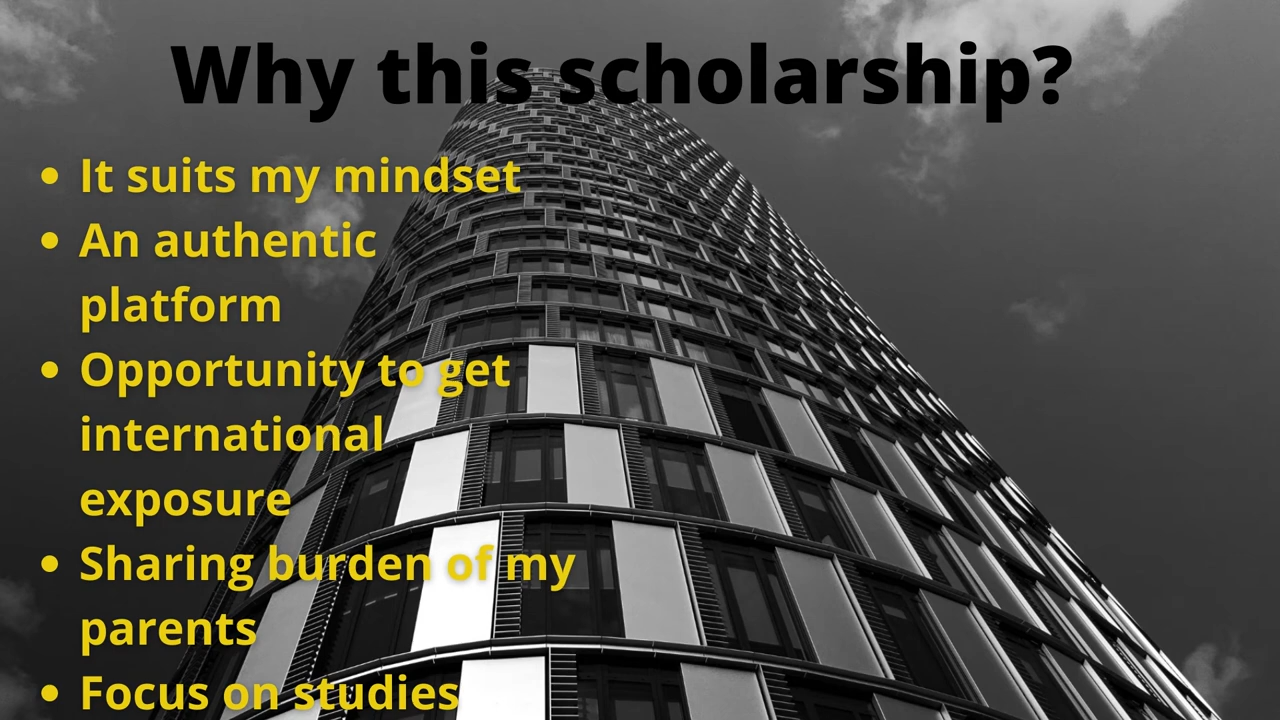 Why this scholarship?
• It suits my mindset
• An authentic
platform
• Opportunity to get
international
exposure
• Sharing burden of my
parents
• Focus on studies